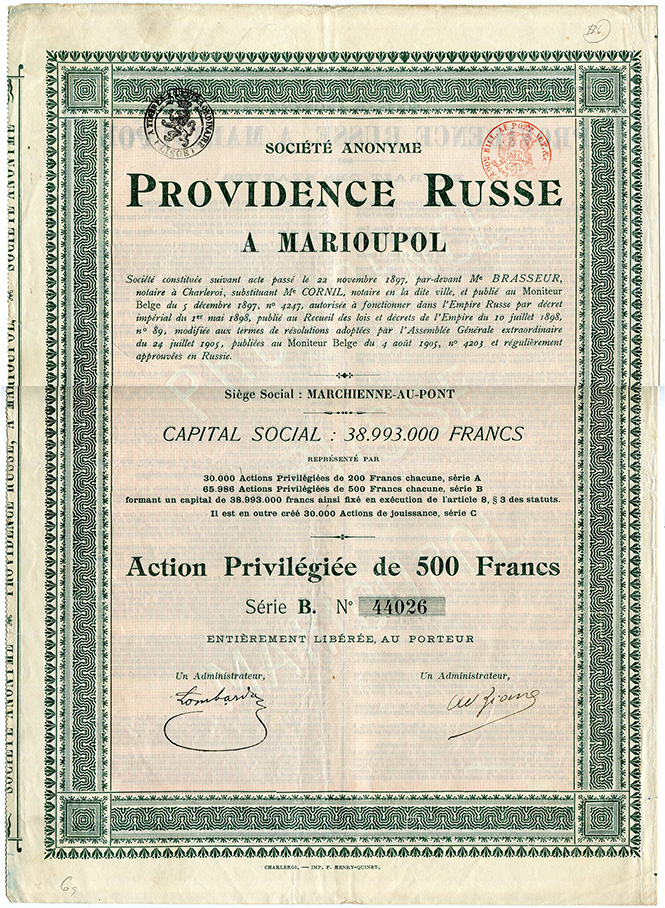 SOCIÉTÉ ANONYME
PROVIDENCE RUSSE
A MARIOUPOL
Société constituée suivant acte passé le 22 novembre 1897, par-devant Me BRASSEUR,
notaire à Charleroi, substituant Me CORNIL, notaire en la dite ville, et publié au Moniteur
Belge du 5 décembre 1897, no 4247, autorisée à fonctionner dans l'Empire Russe par décret
impérial du 1er mai 1898, publié au Recueil des lois et décrets de l'Empire du 10 juillet 1898,
no 89, modifiée aux termes de résolutions adoptées par l'Assemblée Générale extraordinaire
du 24 juillet 1905, publiées au Moniteur Belge du 4 août 1905, no 4203 et régulièrement
approuvées en Russie.
Siège Social : MARCHIENNE-AU-PONT
CAPITAL SOCIAL : 38.993.000 FRANCS
REPRÉSENTÉ PAR
30.000 Actions Privilégiées de 200 Francs chacune, série A
65.986 Actions Privilégiées de 500 Francs chacune, série B
formant un capital de 38.993.000 francs ainsi fixé en exécution de l'article 8, § 3 des statuts.
Il est en outre créé 30.000 Actions de jouissance, série C
Action Privilégiée de 500 Francs
Série B. No 44026
ENTIÈREMENT LIBÉRÉE, AU PORTEUR
Un Administrateur, Un Administrateur,
CHARLEROI. — IMP. F. HENRY-QUINET.
SOCIÉTÉ ANONYME * PROVIDENCE RUSSE, A MARIOUPOL, * SOCIÉTÉ ANONYME